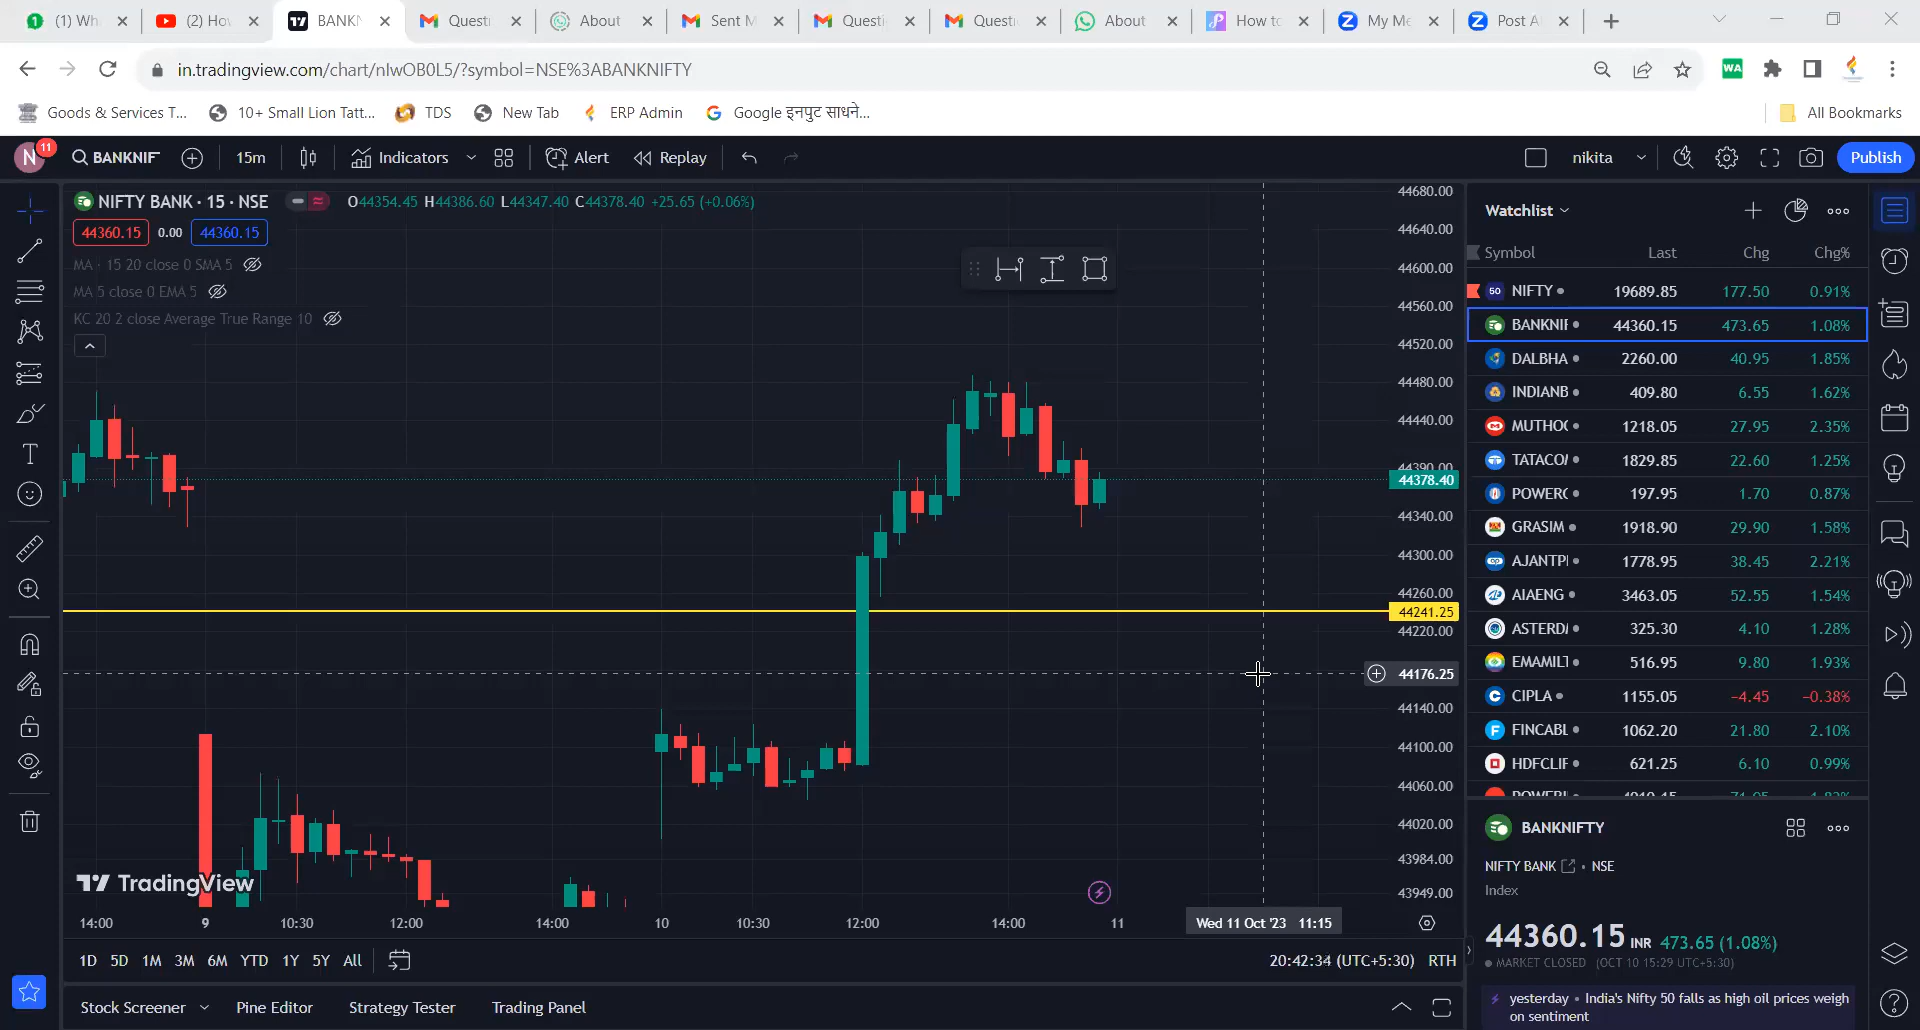 (1) Wh
(2) Ho
BANKN
Questi
About
Sent M
Questi
Questi
About
How to
My Me
Post A
in.tradingview.com/chart/nIwOB0L5/?symbol=NSE%3ABANKNIFTY
WA
Goods & Services T...
10+ Small Lion Tatt...
TDS
New Tab
ERP Admin
Google इनपुट साधने...
All Bookmarks
N
11
BANKNIF
15m
Indicators
Alert
Replay
nikita
Publish
NIFTY BANK · 15 · NSE
O44354.45 H44386.60 L44347.40 C44378.40 +25.65 (+0.06%)
44360.15 0.00 44360.15
MA · 15 20 close 0 SMA 5
MA 5 close 0 EMA 5
KC 20 2 close Average True Range 10
44680.00
44640.00
44600.00
44560.00
44520.00
44480.00
44440.00
44390.00
44378.40
44340.00
44300.00
44260.00
44241.25
44220.00
44176.25
44140.00
44100.00
44060.00
44020.00
43984.00
43949.00
TradingView
14:00 9 10:30 12:00 14:00 10 10:30 12:00 14:00 11
Wed 11 Oct '23 11:15
1D 5D 1M 3M 6M YTD 1Y 5Y All
20:42:34 (UTC+5:30) RTH
Stock Screener
Pine Editor
Strategy Tester
Trading Panel
Watchlist
Symbol Last Chg Chg%
50 NIFTY 19689.85 177.50 0.91%
BANKNIF 44360.15 473.65 1.08%
DALBHA 2260.00 40.95 1.85%
INDIANB 409.80 6.55 1.62%
MUTHOO 1218.05 27.95 2.35%
TATACO 1829.85 22.60 1.25%
POWERG 197.95 1.70 0.87%
GRASIM 1918.90 29.90 1.58%
AJANTP 1778.95 38.45 2.21%
AIAENG 3463.05 52.55 1.54%
ASTERD 325.30 4.10 1.28%
EMAMILT 516.95 9.80 1.93%
CIPLA 1155.05 −4.45 −0.38%
FINCABL 1062.20 21.80 2.10%
HDFCLIF 621.25 6.10 0.99%
BANKNIFTY
NIFTY BANK · NSE
Index
44360.15 INR 473.65 (1.08%)
MARKET CLOSED (OCT 10 15:29 UTC+5:30)
yesterday · India's Nifty 50 falls as high oil prices weigh
on sentiment